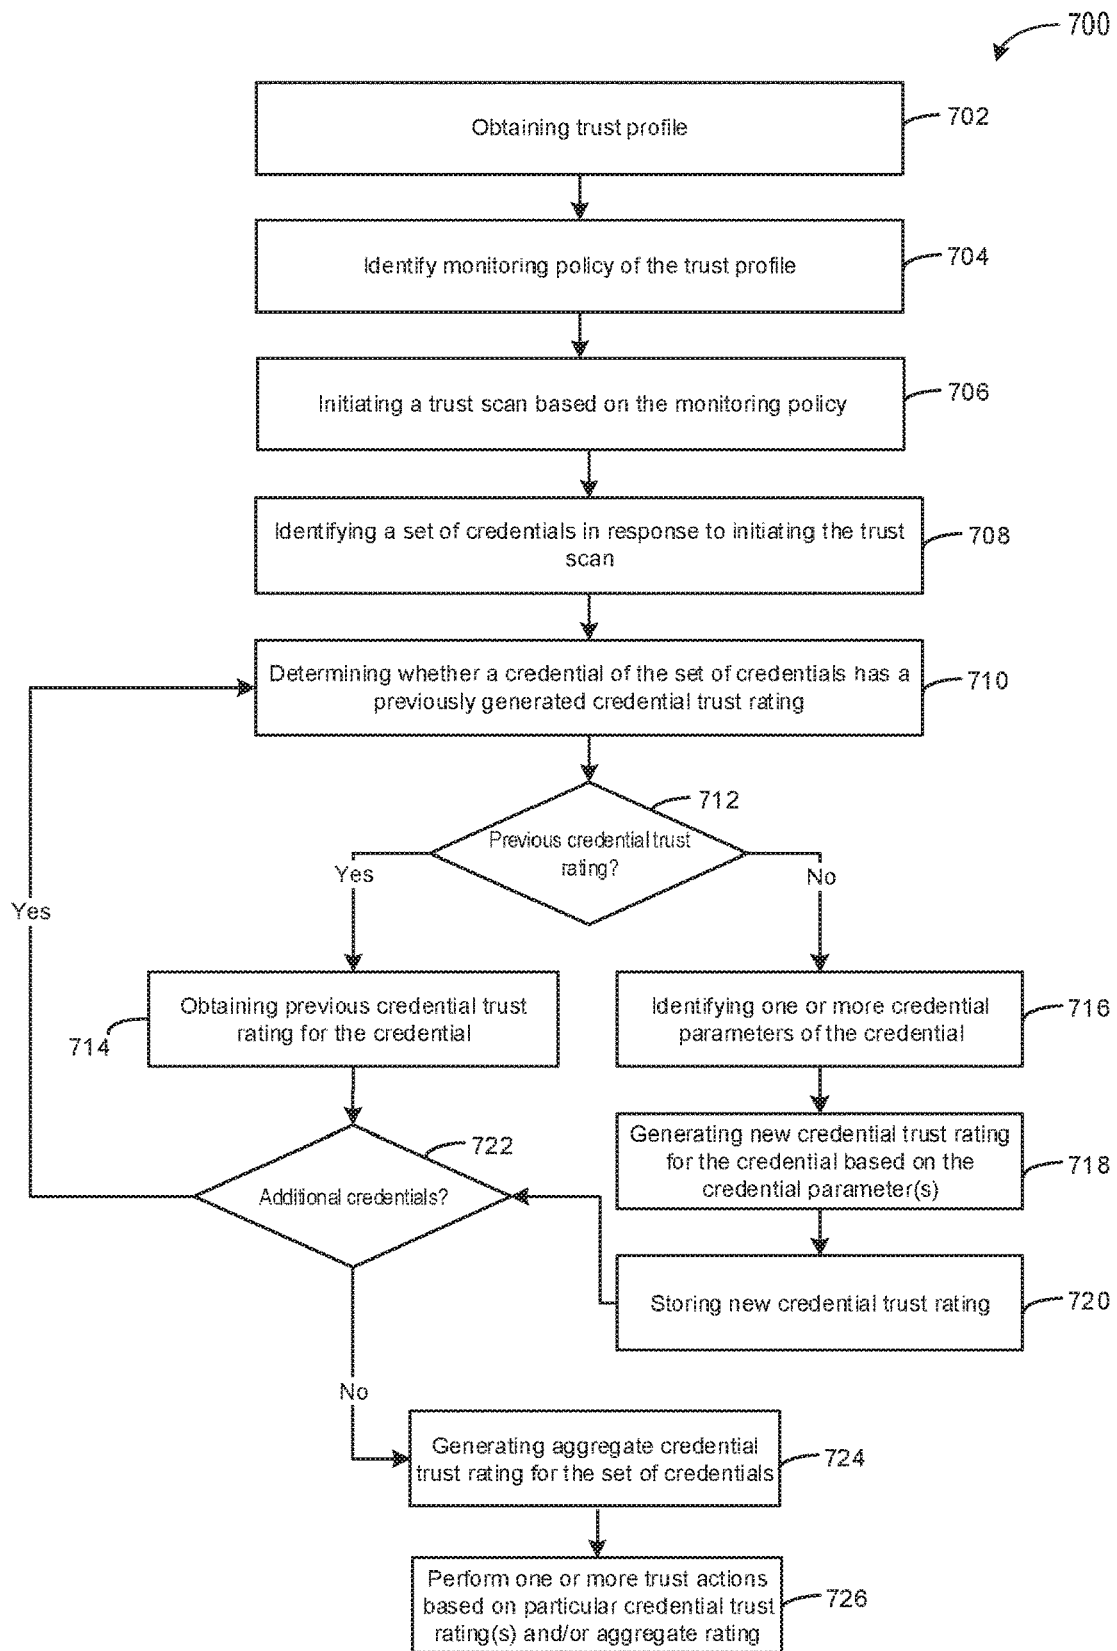 700
Obtaining trust profile
702
Identify monitoring policy of the trust profile
704
Initiating a trust scan based on the monitoring policy
706
Identifying a set of credentials in response to initiating the trust
scan
708
Determining whether a credential of the set of credentials has a
previously generated credential trust rating
710
712
Previous credential trust
rating?
Yes
No
Yes
Obtaining previous credential trust
rating for the credential
714
Identifying one or more credential
parameters of the credential
716
722
Additional credentials?
Generating new credential trust rating
for the credential based on the
credential parameter(s)
718
Storing new credential trust rating
720
No
Generating aggregate credential
trust rating for the set of credentials
724
Perform one or more trust actions
based on particular credential trust
rating(s) and/or aggregate rating
726